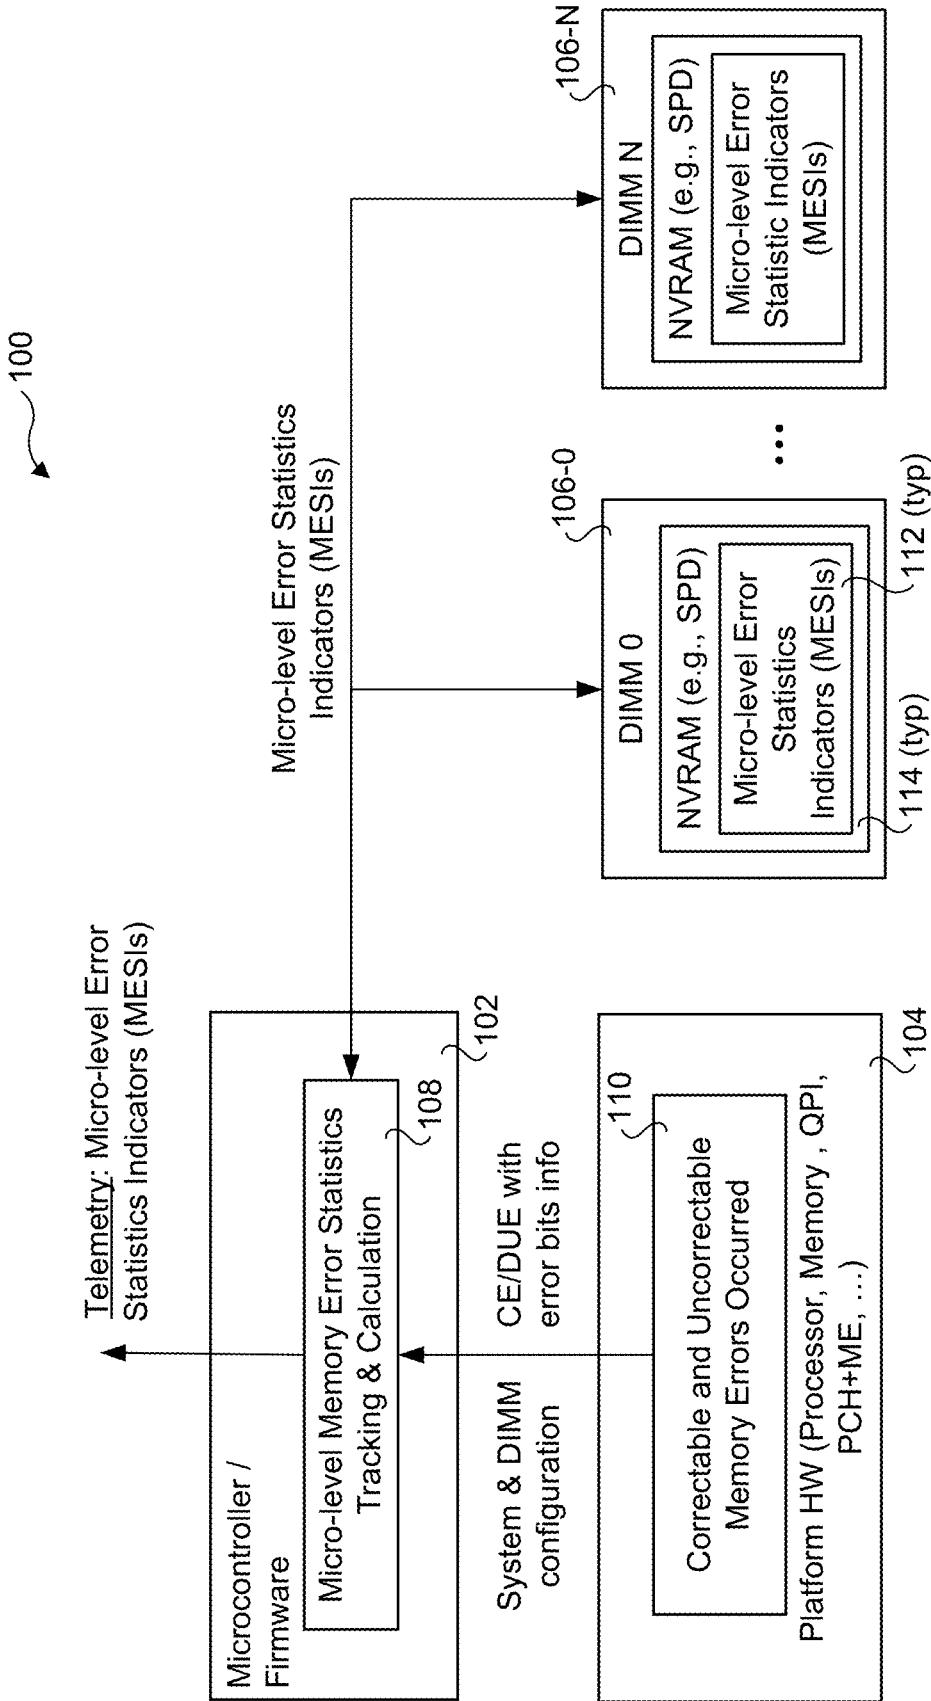 100
Telemetry: Micro-level Error
Statistics Indicators (MESIs)
Microcontroller /
Firmware
Micro-level Memory Error Statistics
Tracking & Calculation
108
102
Micro-level Error Statistics
Indicators (MESIs)
System & DIMM
configuration
CE/DUE with
error bits info
110
Correctable and Uncorrectable
Memory Errors Occurred
Platform HW (Processor, Memory , QPI,
PCH+ME, ...)
104
106-0
DIMM 0
NVRAM (e.g., SPD)
Micro-level Error
Statistics
Indicators (MESIs)
114 (typ)
112 (typ)
...
106-N
DIMM N
NVRAM (e.g., SPD)
Micro-level Error
Statistic Indicators
(MESIs)